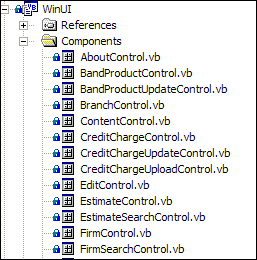 WinUI
References
Components
AboutControl.vb
BandProductControl.vb
BandProductUpdateControl.vb
BranchControl.vb
ContentControl.vb
CreditChargeControl.vb
CreditChargeUpdateControl.vb
CreditChargeUploadControl.vb
EditControl.vb
EstimateControl.vb
EstimateSearchControl.vb
FirmControl.vb
FirmSearchControl.vb